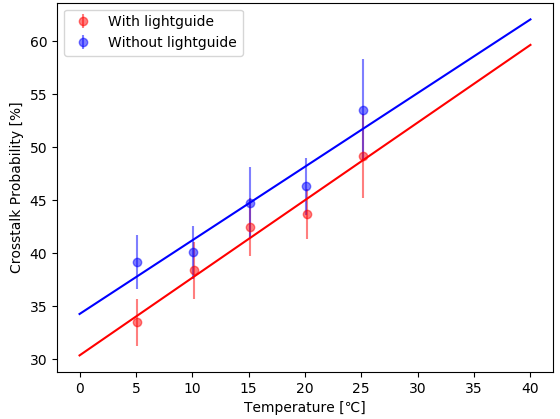 With lightguide
Without lightguide
Crosstalk Probability [%]
60
55
50
45
40
35
30
0 5 10 15 20 25 30 35 40
Temperature [℃]